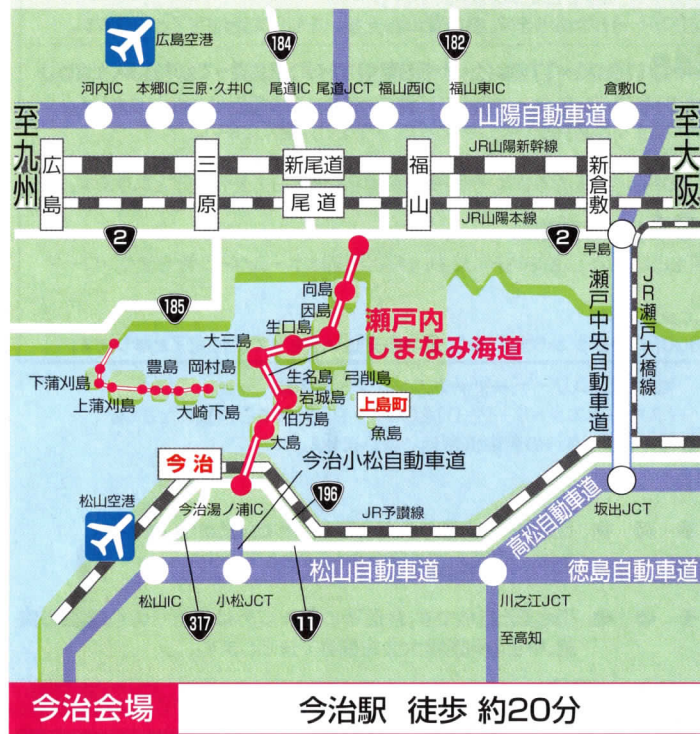 広島空港
184
182
河内IC
本郷IC
三原・久井IC
尾道IC
尾道JCT
福山西IC
福山東IC
倉敷IC
至九州
山陽自動車道
至大阪
JR山陽新幹線
広島
三原
新尾道
尾道
福山
新倉敷
JR山陽本線
2
2
早島
185
向島
因島
生口島
大三島
瀬戸内
しまなみ海道
瀬戸中央自動車道
JR瀬戸大橋線
豊島
岡村島
下蒲刈島
上蒲刈島
大崎下島
生名島
弓削島
岩城島
上島町
伯方島
魚島
大島
今治
今治小松自動車道
松山空港
今治湯ノ浦IC
196
JR予讃線
高松自動車道
坂出JCT
松山自動車道
徳島自動車道
松山IC
小松JCT
川之江JCT
317
11
至高知
今治会場
今治駅 徒歩 約20分